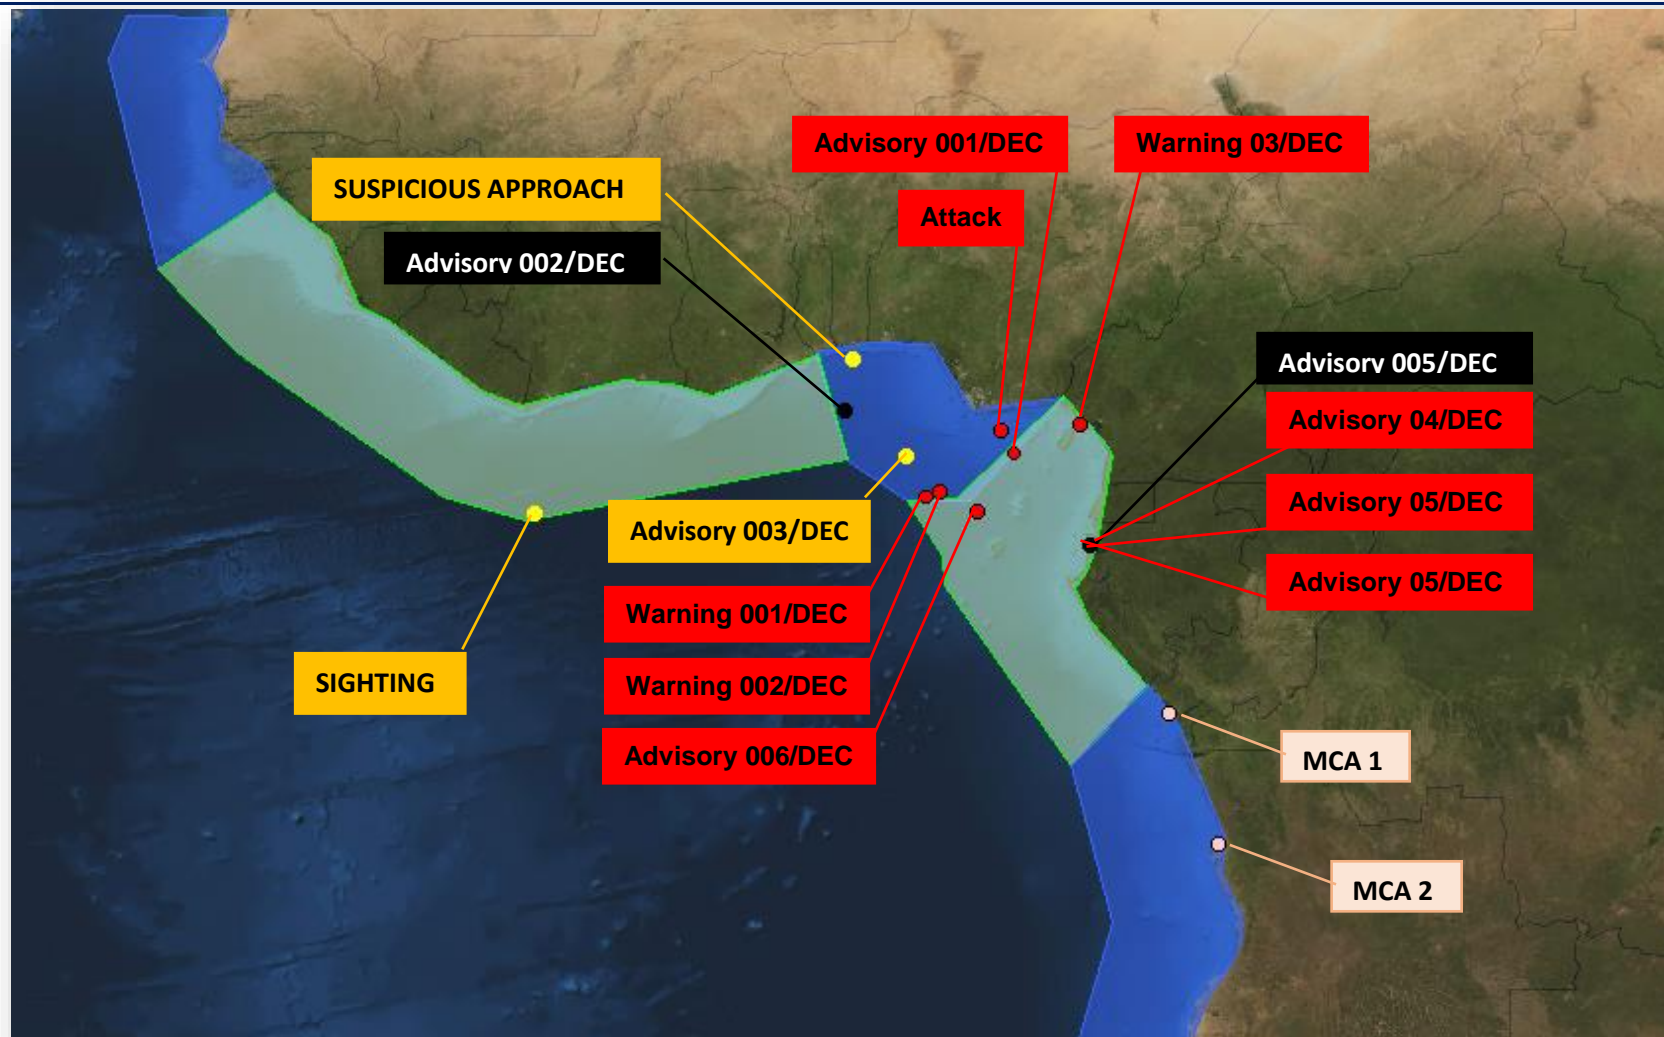 Advisory 001/DEC
Warning 03/DEC
SUSPICIOUS APPROACH
Attack
Advisory 002/DEC
Advisory 005/DEC
Advisory 04/DEC
Advisory 05/DEC
Advisory 003/DEC
Advisory 05/DEC
Warning 001/DEC
SIGHTING
Warning 002/DEC
Advisory 006/DEC
MCA 1
MCA 2